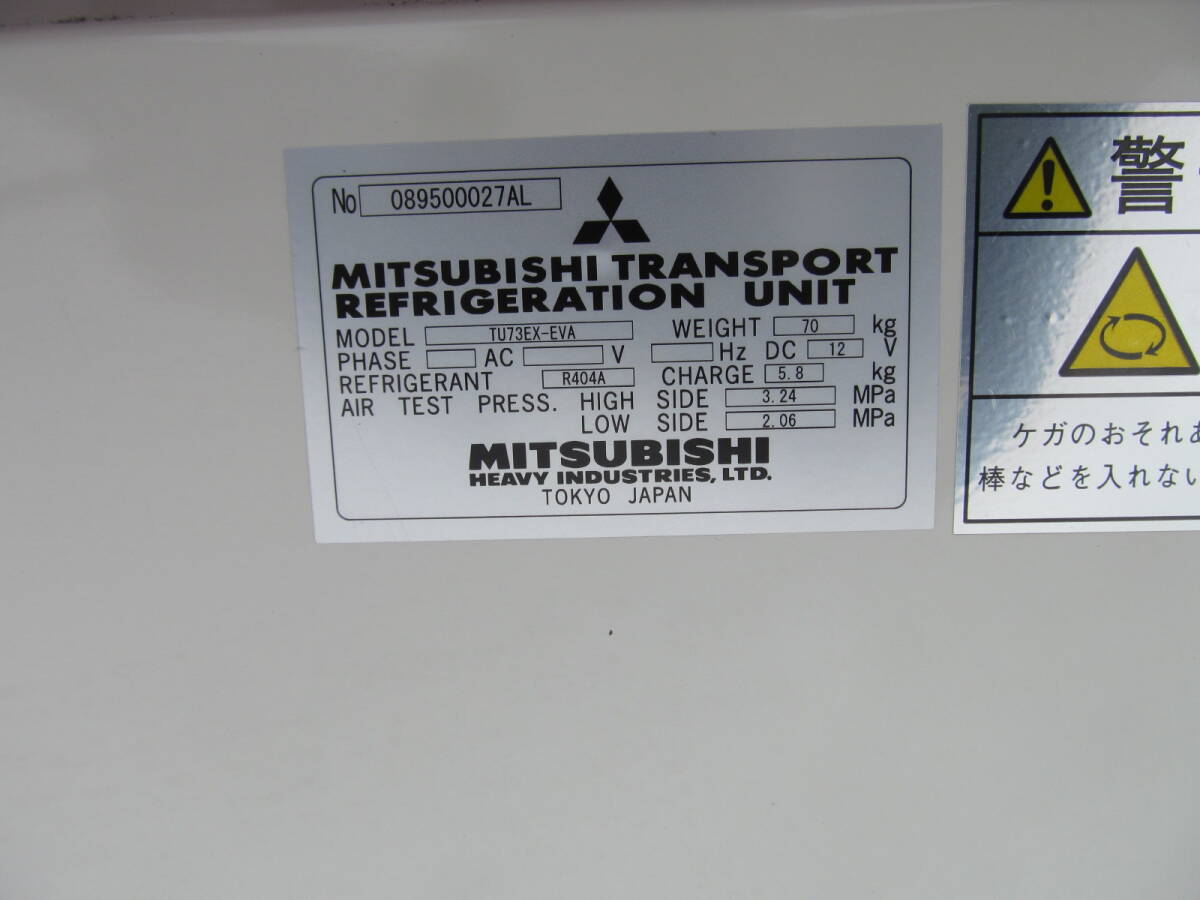 No 089500027AL
MITSUBISHI TRANSPORT
REFRIGERATION UNIT
MODEL TU73EX-EVA WEIGHT 70 kg
PHASE AC V Hz DC 12 V
REFRIGERANT R404A CHARGE 5.8 kg
AIR TEST PRESS. HIGH SIDE 3.24 MPa
LOW SIDE 2.06 MPa
MITSUBISHI
HEAVY INDUSTRIES, LTD.
TOKYO JAPAN
警
ケガのおそれあ
棒などを入れない